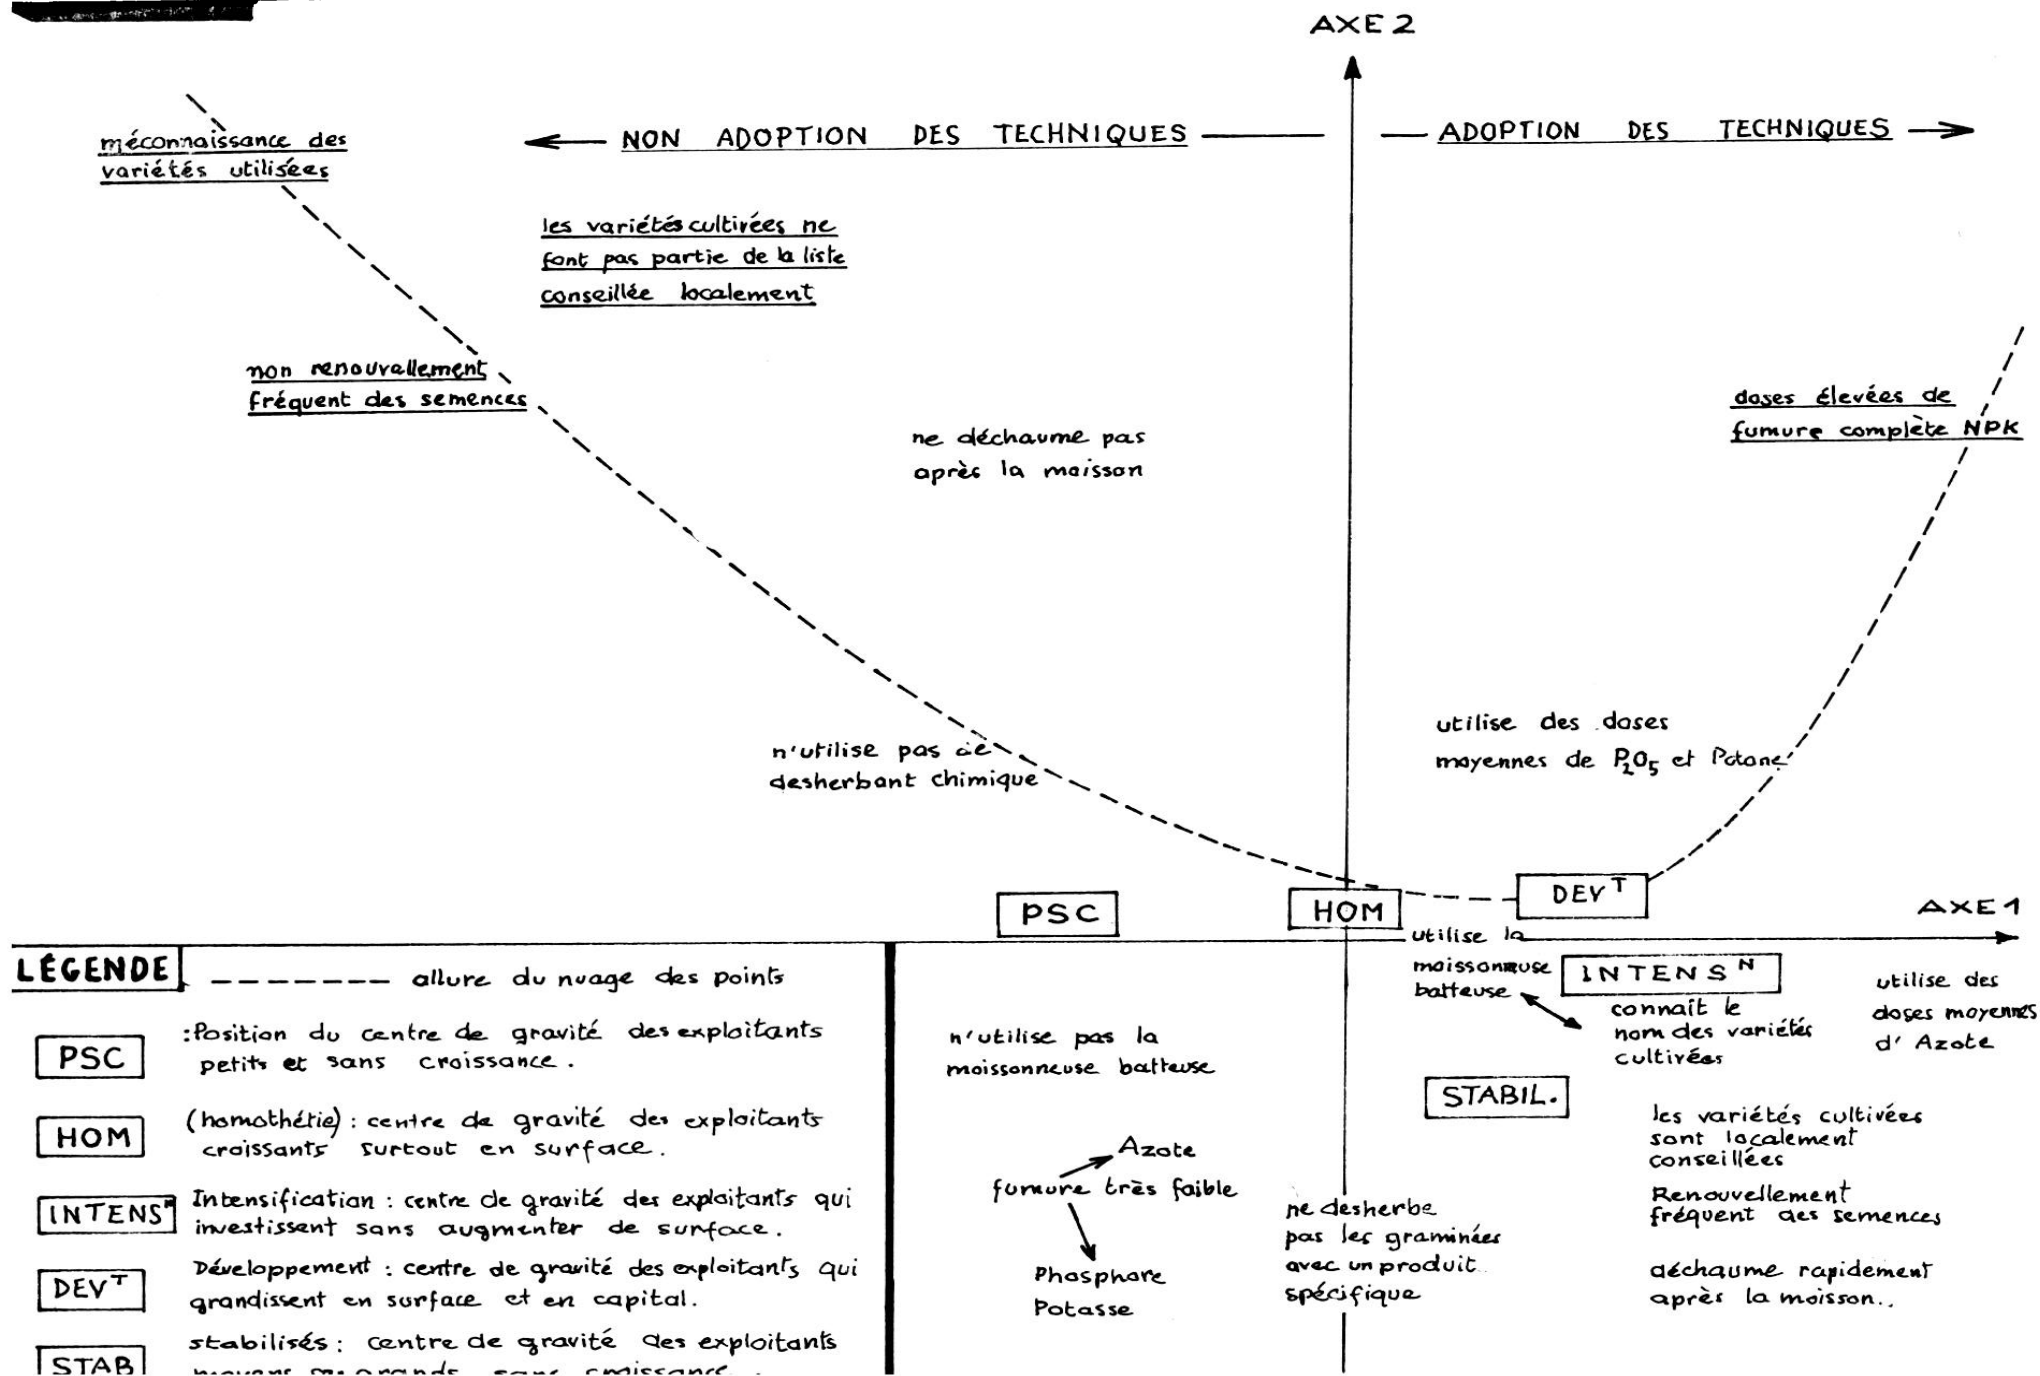 AXE 2
NON ADOPTION DES TECHNIQUES
ADOPTION DES TECHNIQUES
méconnaissance des
variétés utilisées
les variétés cultivées ne
font pas partie de la liste
conseillée localement
non renouvallement
fréquent des semences
ne déchaume pas
après la moisson
doses élevées de
fumure complète NPK
n'utilise pas de
desherbant chimique
utilise des doses
moyennes de P2O5 et
PSC
HOM
DEV T
AXE 1
utilise la
moissonneuse
batteuse
INTENS N
connaît le
nom des variétés
cultivées
utilise des
doses moyennes
d'Azote
STABIL.
les variétés cultivées
sont localement
conseillées
Renouvellement
fréquent des semences
déchaume rapidement
après la moisson..
n'utilise pas la
moissonneuse batteuse
Azote
fumure très faible
Phosphore
Potasse
ne desherbe
pas les graminées
avec un produit
spécifique
LÉGENDE
allure du nuage des points
PSC
:Position du centre de gravité des exploitants
petits et sans croissance.
HOM
(homothétie) : centre de gravité des exploitants
croissants surtout en surface.
INTENS N
Intensification : centre de gravité des exploitants qui
investissent sans augmenter de surface.
DEV T
Développement : centre de gravité des exploitants qui
grandissent en surface et en capital.
STAB
stabilisés : centre de gravité des exploitants
sans croissance